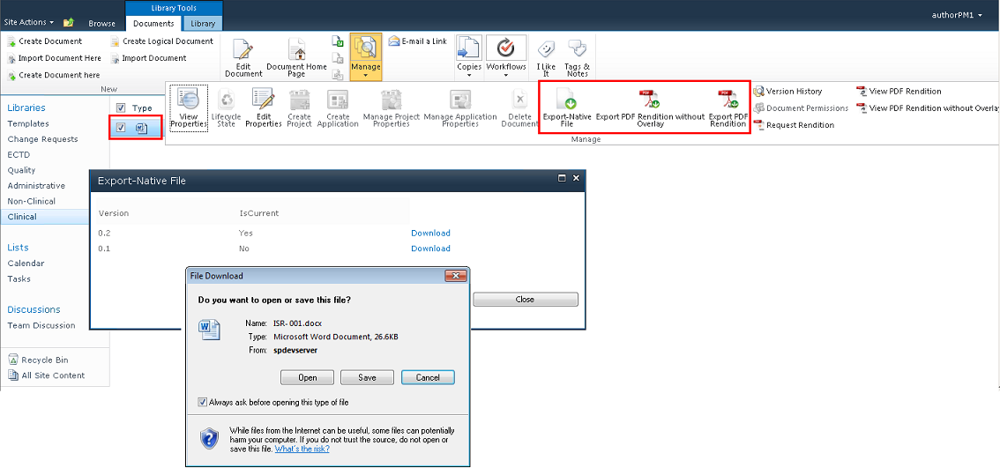 Library Tools
Site Actions
Browse
Documents
Library
authorPM1
Create Document
Import Document Here
Create Document here
Create Logical Document
Import Document
New
Edit Document
Document Home Page
Manage
E-mail a Link
Copies
Workflows
I Like It
Tags & Notes
View Properties
Lifecycle State
Edit Properties
Create Project
Create Application
Manage Project Properties
Manage Application Properties
Delete Document
Export-Native File
Export PDF Rendition without Overlay
Export PDF Rendition
Version History
Document Permissions
Request Rendition
View PDF Rendition
View PDF Rendition without Overlay
Manage
Libraries
Templates
Change Requests
ECTD
Quality
Administrative
Non-Clinical
Clinical
Lists
Calendar
Tasks
Discussions
Team Discussion
Recycle Bin
All Site Content
Type
Export-Native File
Version IsCurrent
0.2 Yes Download
0.1 No Download
Close
File Download
Do you want to open or save this file?
Name: ISR-001.docx
Type: Microsoft Word Document, 26.6KB
From: spdevserver
Open Save Cancel
Always ask before opening this type of file
While files from the Internet can be useful, some files can potentially
harm your computer. If you do not trust the source, do not open or
save this file. What's the risk?